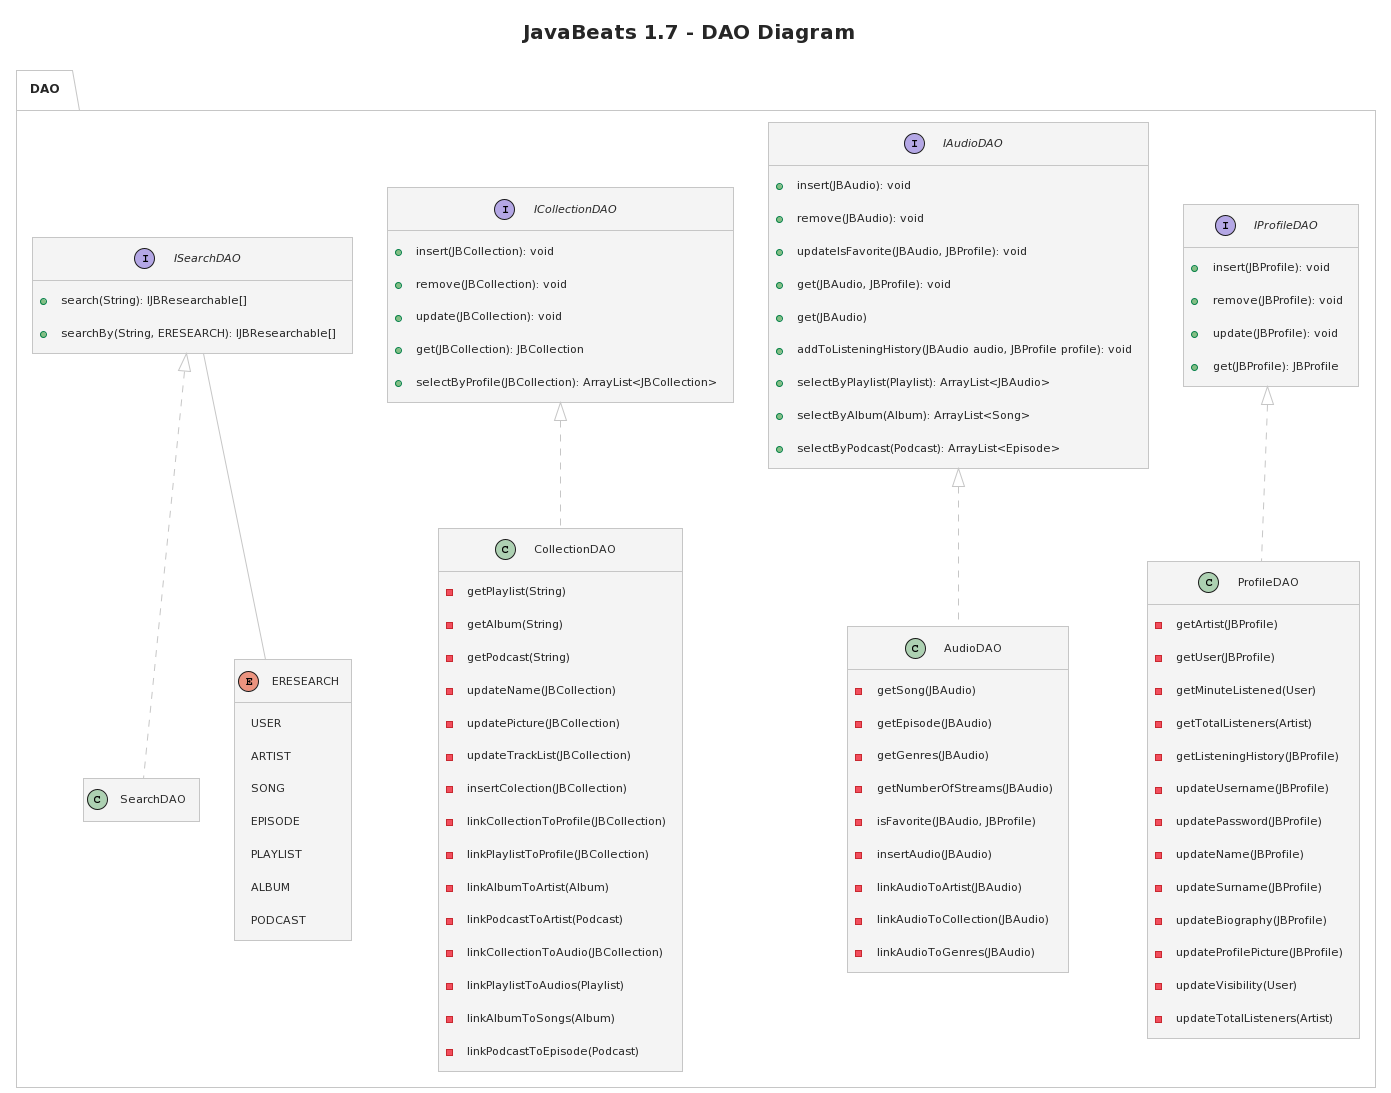 JavaBeats 1.7 - DAO Diagram
DAO
I ISearchDAO
search(String): IJBResearchable[]
searchBy(String, ERESEARCH): IJBResearchable[]
I ICollectionDAO
insert(JBCollection): void
remove(JBCollection): void
update(JBCollection): void
get(JBCollection): JBCollection
selectByProfile(JBCollection): ArrayList<JBCollection>
I IAudioDAO
insert(JBAudio): void
remove(JBAudio): void
updateIsFavorite(JBAudio, JBProfile): void
get(JBAudio, JBProfile): void
get(JBAudio)
addToListeningHistory(JBAudio audio, JBProfile profile): void
selectByPlaylist(Playlist): ArrayList<JBAudio>
selectByAlbum(Album): ArrayList<Song>
selectByPodcast(Podcast): ArrayList<Episode>
I IProfileDAO
insert(JBProfile): void
remove(JBProfile): void
update(JBProfile): void
get(JBProfile): JBProfile
C SearchDAO
E ERESEARCH
USER
ARTIST
SONG
EPISODE
PLAYLIST
ALBUM
PODCAST
C CollectionDAO
getPlaylist(String)
getAlbum(String)
getPodcast(String)
updateName(JBCollection)
updatePicture(JBCollection)
updateTrackList(JBCollection)
insertColection(JBCollection)
linkCollectionToProfile(JBCollection)
linkPlaylistToProfile(JBCollection)
linkAlbumToArtist(Album)
linkPodcastToArtist(Podcast)
linkCollectionToAudio(JBCollection)
linkPlaylistToAudios(Playlist)
linkAlbumToSongs(Album)
linkPodcastToEpisode(Podcast)
C AudioDAO
getSong(JBAudio)
getEpisode(JBAudio)
getGenres(JBAudio)
getNumberOfStreams(JBAudio)
isFavorite(JBAudio, JBProfile)
insertAudio(JBAudio)
linkAudioToArtist(JBAudio)
linkAudioToCollection(JBAudio)
linkAudioToGenres(JBAudio)
C ProfileDAO
getArtist(JBProfile)
getUser(JBProfile)
getMinuteListened(User)
getTotalListeners(Artist)
getListeningHistory(JBProfile)
updateUsername(JBProfile)
updatePassword(JBProfile)
updateName(JBProfile)
updateSurname(JBProfile)
updateBiography(JBProfile)
updateProfilePicture(JBProfile)
updateVisibility(User)
updateTotalListeners(Artist)